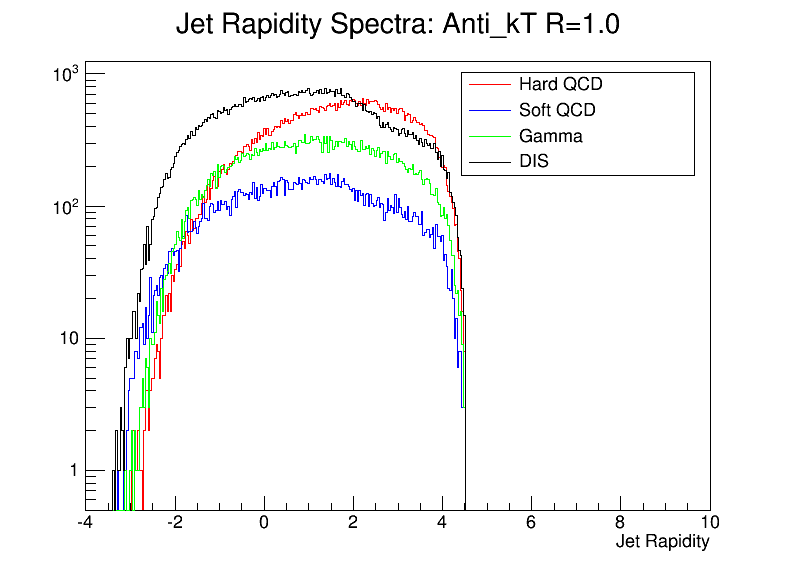 Jet Rapidity Spectra: Anti_kT R=1.0
10³
10²
10
1
Hard QCD
Soft QCD
Gamma
DIS
-4 -2 0 2 4 6 8 10
Jet Rapidity